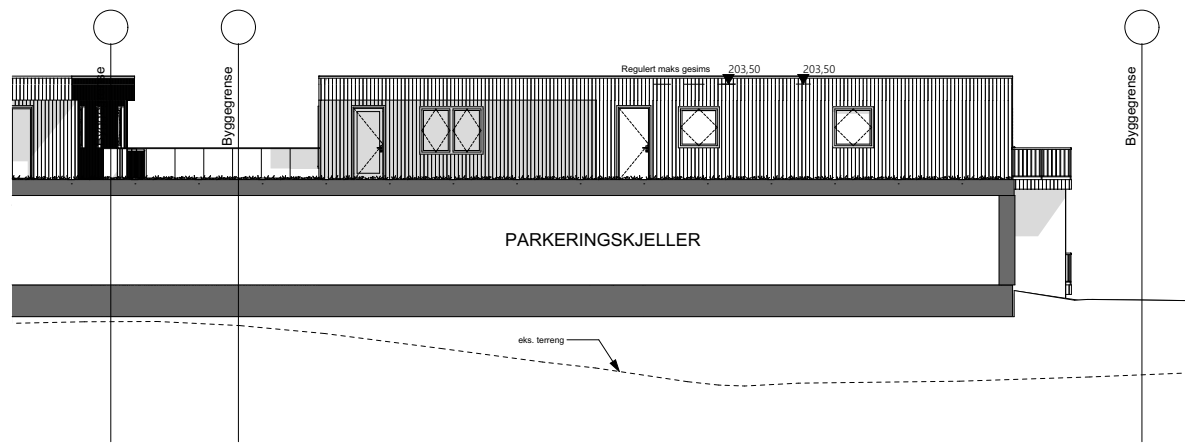 Regulert maks gesims
203,50
203,50
Byggegrense
Byggegrense
PARKERINGSKJELLER
eks. terreng